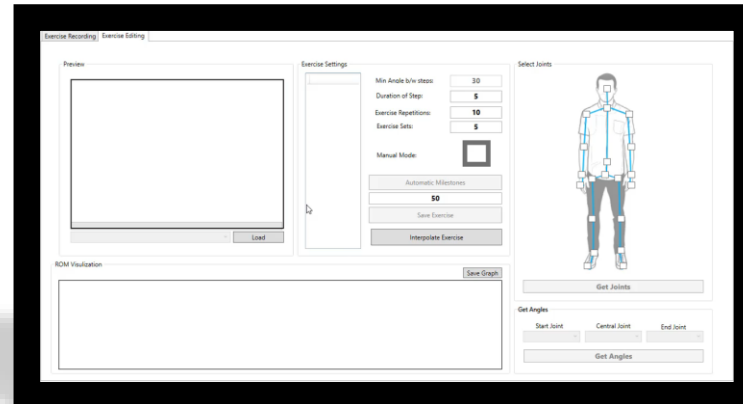 Exercise Recording Exercise Editing
Preview
Load
Exercise Settings
Min Angle b/w steps: 30
Duration of Step: 5
Exercise Repetitions: 10
Exercise Sets: 5
Manual Mode:
Automatic Milestones
50
Save Exercise
Interpolate Exercise
Select Joints
Get Joints
ROM Visulization
Save Graph
Get Angles
Start Joint Central Joint End Joint
Get Angles